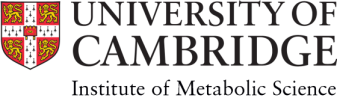 UNIVERSITY OF
CAMBRIDGE
Institute of Metabolic Science